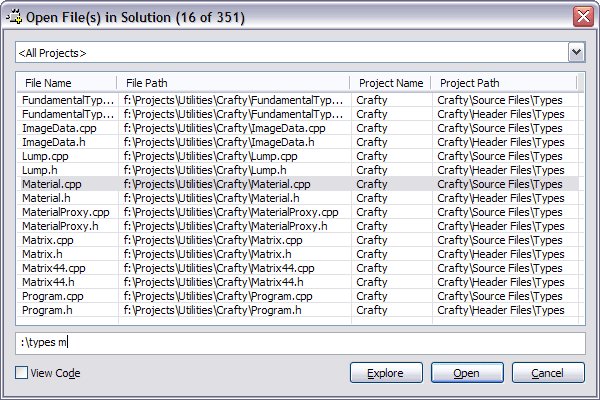 Open File(s) in Solution (16 of 351)
<All Projects>
File Name File Path Project Name Project Path
FundamentalTyp... f:\Projects\Utilities\Crafty\FundamentalTyp... Crafty Crafty\Source Files\Types
FundamentalTyp... f:\Projects\Utilities\Crafty\FundamentalTyp... Crafty Crafty\Header Files\Types
ImageData.cpp f:\Projects\Utilities\Crafty\ImageData.cpp Crafty Crafty\Source Files\Types
ImageData.h f:\Projects\Utilities\Crafty\ImageData.h Crafty Crafty\Header Files\Types
Lump.cpp f:\Projects\Utilities\Crafty\Lump.cpp Crafty Crafty\Source Files\Types
Lump.h f:\Projects\Utilities\Crafty\Lump.h Crafty Crafty\Header Files\Types
Material.cpp f:\Projects\Utilities\Crafty\Material.cpp Crafty Crafty\Source Files\Types
Material.h f:\Projects\Utilities\Crafty\Material.h Crafty Crafty\Header Files\Types
MaterialProxy.cpp f:\Projects\Utilities\Crafty\MaterialProxy.cpp Crafty Crafty\Source Files\Types
MaterialProxy.h f:\Projects\Utilities\Crafty\MaterialProxy.h Crafty Crafty\Header Files\Types
Matrix.cpp f:\Projects\Utilities\Crafty\Matrix.cpp Crafty Crafty\Source Files\Types
Matrix.h f:\Projects\Utilities\Crafty\Matrix.h Crafty Crafty\Header Files\Types
Matrix44.cpp f:\Projects\Utilities\Crafty\Matrix44.cpp Crafty Crafty\Source Files\Types
Matrix44.h f:\Projects\Utilities\Crafty\Matrix44.h Crafty Crafty\Header Files\Types
Program.cpp f:\Projects\Utilities\Crafty\Program.cpp Crafty Crafty\Source Files\Types
Program.h f:\Projects\Utilities\Crafty\Program.h Crafty Crafty\Header Files\Types
:\types m
View Code Explore Open Cancel